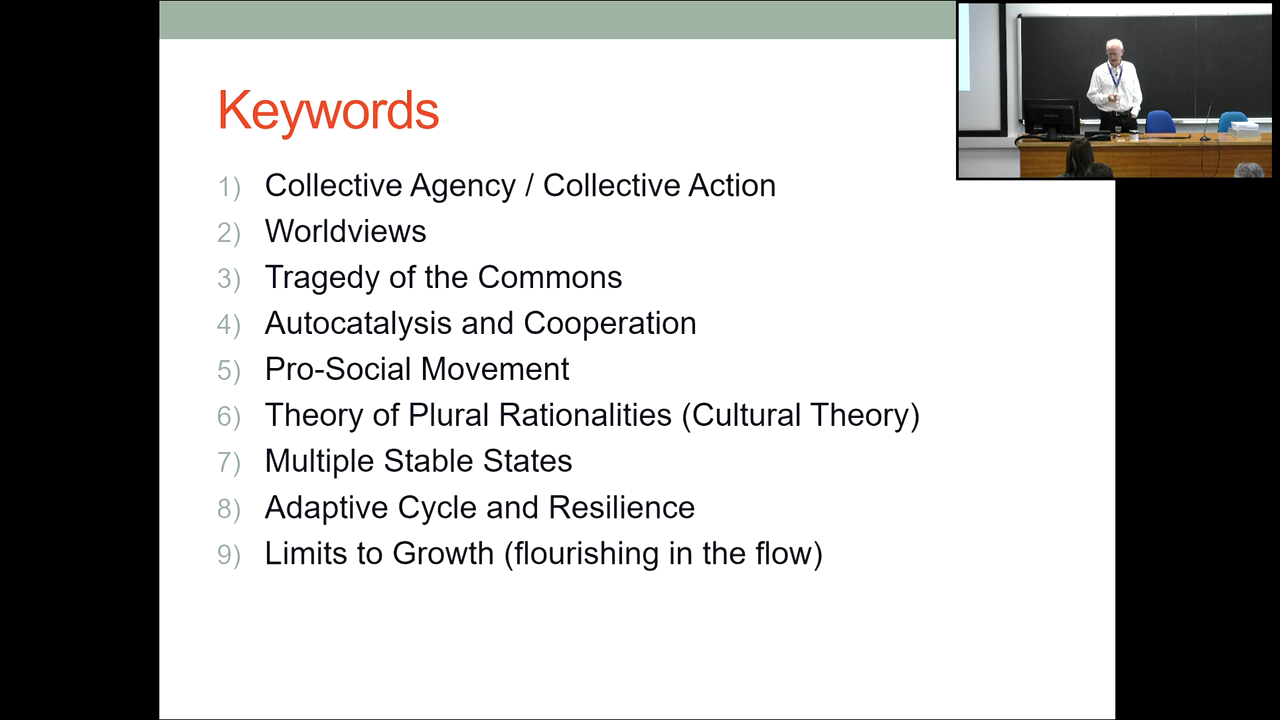 Keywords
1) Collective Agency / Collective Action
2) Worldviews
3) Tragedy of the Commons
4) Autocatalysis and Cooperation
5) Pro-Social Movement
6) Theory of Plural Rationalities (Cultural Theory)
7) Multiple Stable States
8) Adaptive Cycle and Resilience
9) Limits to Growth (flourishing in the flow)